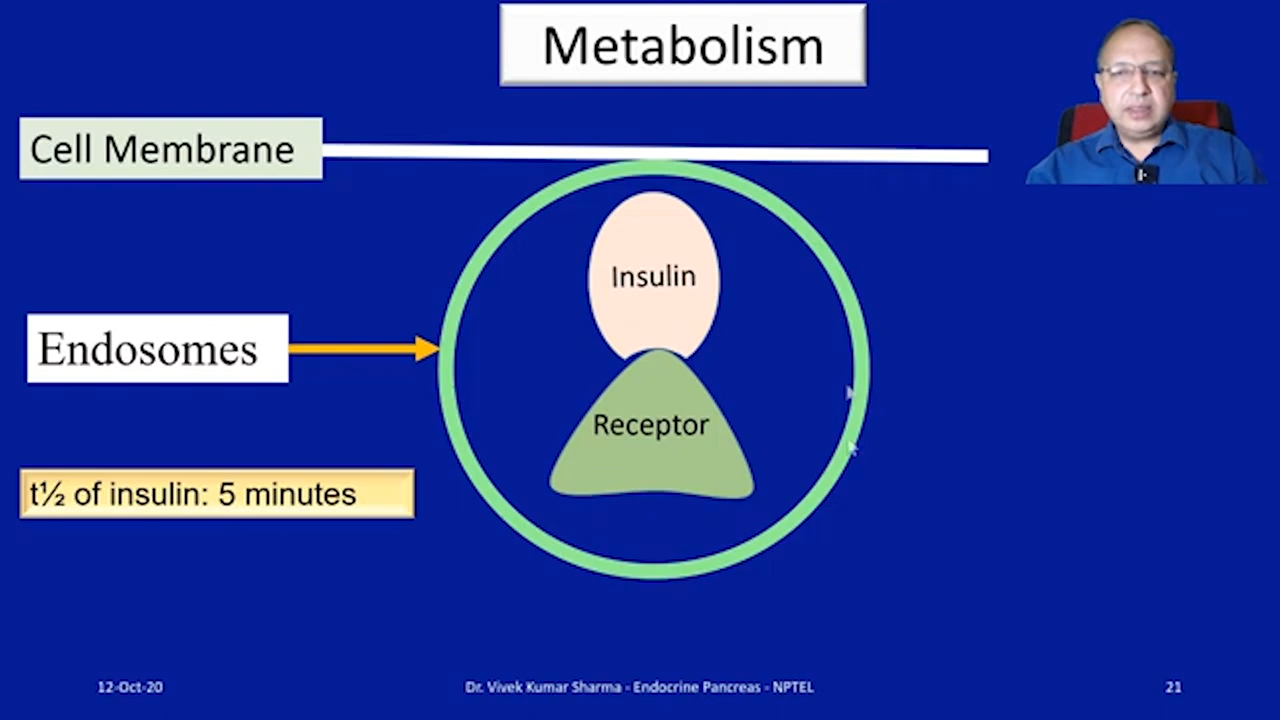 Metabolism
Cell Membrane
Insulin
Endosomes
Receptor
t½ of insulin: 5 minutes
12-Oct-20
Dr. Vivek Kumar Sharma - Endocrine Pancreas - NPTEL
21